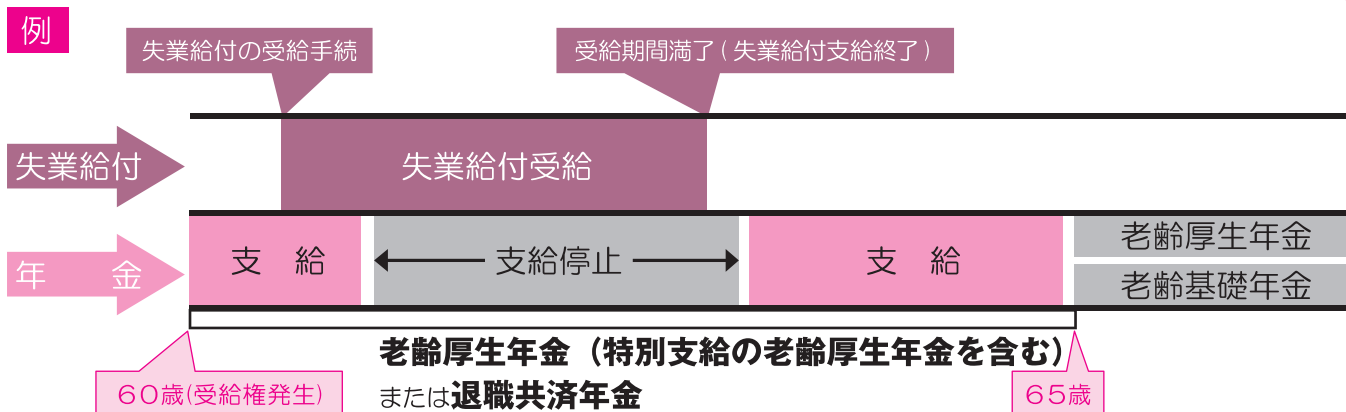 例
失業給付の受給手続
受給期間満了(失業給付支給終了)
失業給付
失業給付受給
年 金
支 給
支給停止
支 給
老齢厚生年金
老齢基礎年金
老齢厚生年金(特別支給の老齢厚生年金を含む)
または退職共済年金
60歳(受給権発生)
65歳